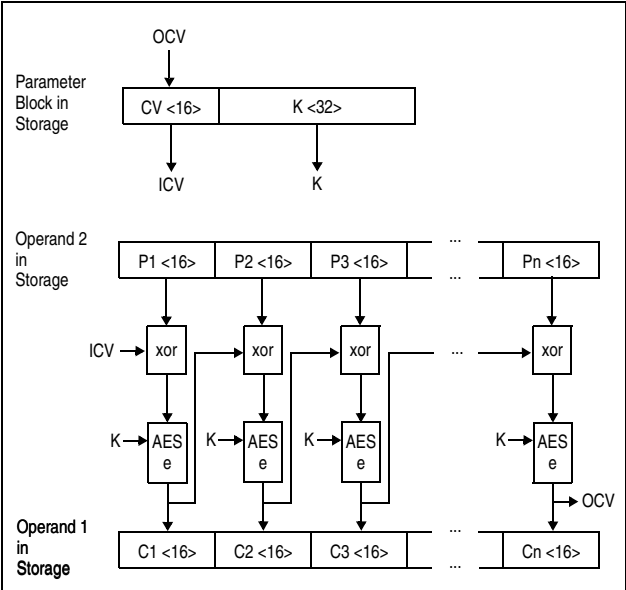 OCV
Parameter
Block in
Storage
CV <16>
K <32>
ICV
K
Operand 2
in
Storage
...
P1 <16>
P2 <16>
P3 <16>
Pn <16>
...
ICV
xor
xor
xor
...
xor
K
AES
e
K
AES
e
K
AES
e
K
AES
e
OCV
Operand 1
in
Storage
...
C1 <16>
C2 <16>
C3 <16>
Cn <16>
...